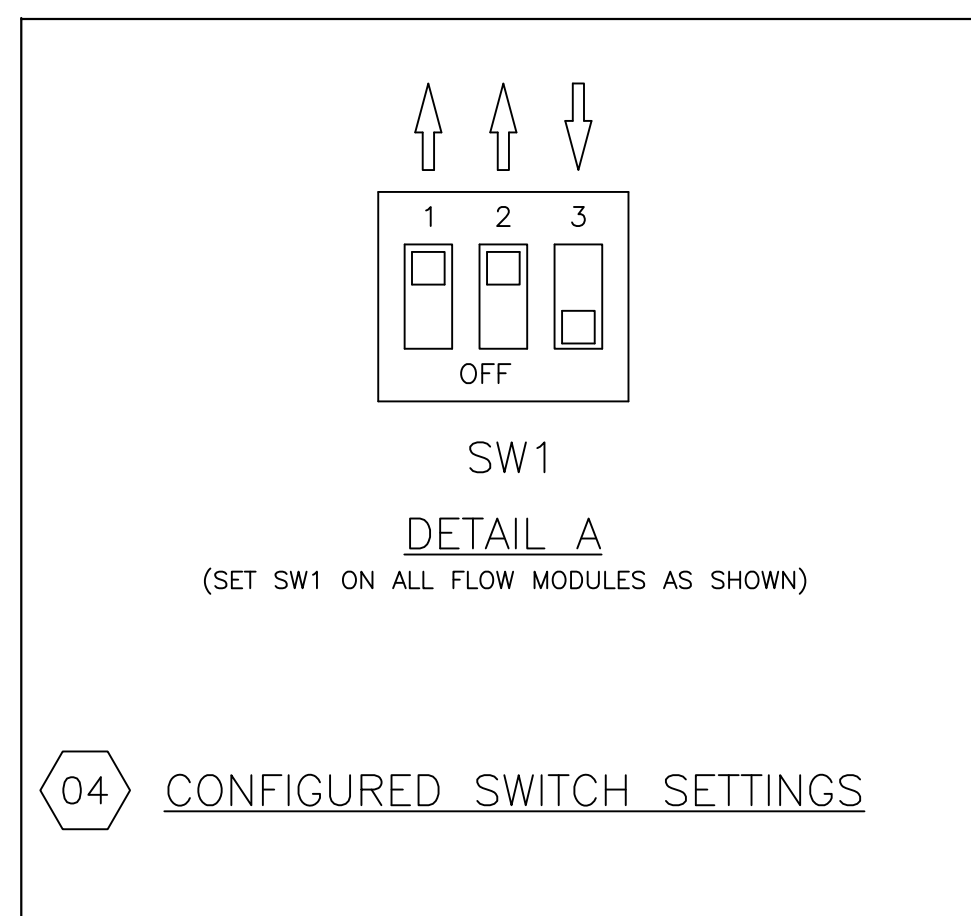 1 2 3
OFF
SW1
DETAIL A
(SET SW1 ON ALL FLOW MODULES AS SHOWN)
04 CONFIGURED SWITCH SETTINGS